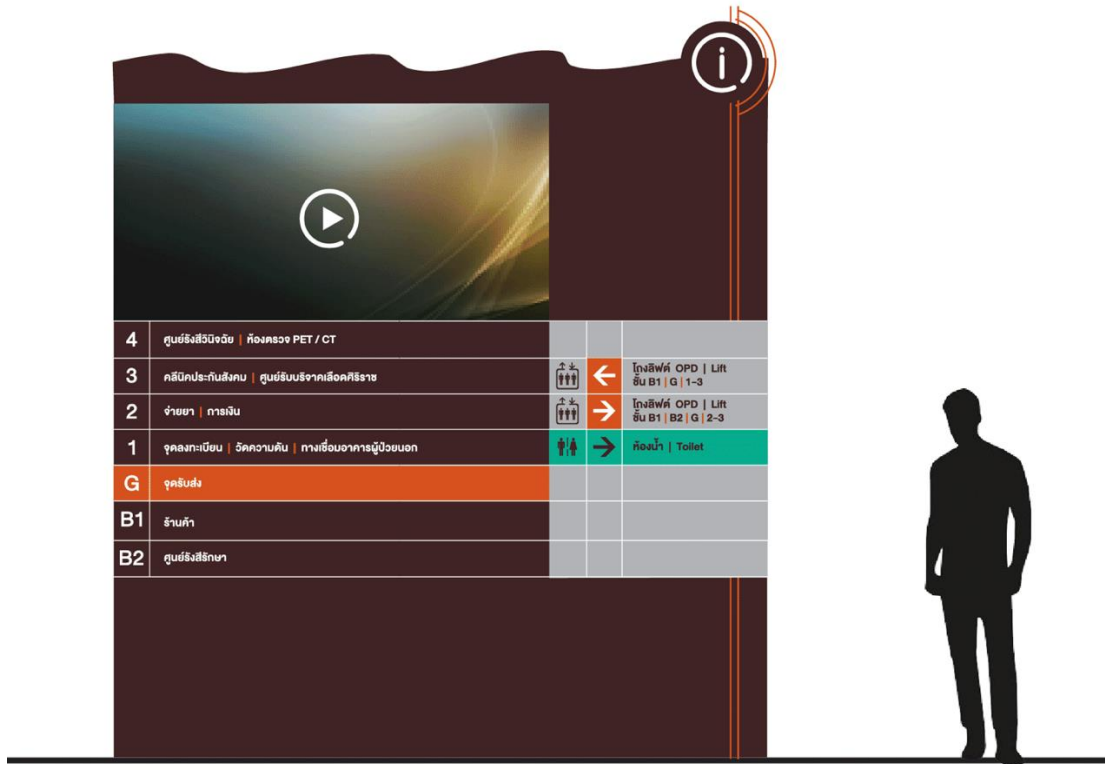 i
4 ศูนย์รังสีวินิจฉัย | ห้องตรวจ PET / CT
3 คลีนิคประกันสังคม | ศูนย์รับบริจาคเลือดศิริราช
โถงลิฟต์ OPD | Lift
ชั้น B1 | G | 1-3
2 จ่ายยา | การเงิน
โถงลิฟต์ OPD | Lift
ชั้น B1 | B2 | G | 2-3
1 จุดลงทะเบียน | วัดความดัน | ทางเชื่อมอาคารผู้ป่วยนอก
ห้องน้ำ | Toilet
G จุดรับส่ง
B1 ร้านค้า
B2 ศูนย์รังสีรักษา